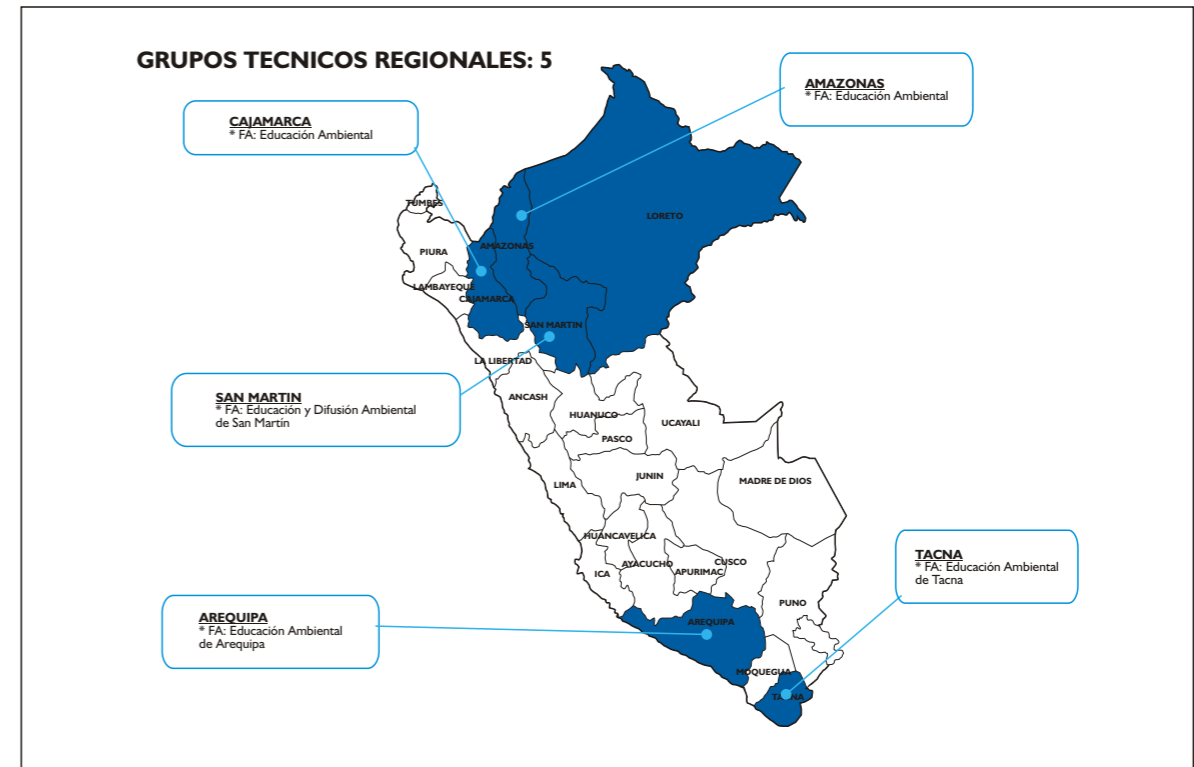 GRUPOS TECNICOS REGIONALES: 5
AMAZONAS
* FA: Educación Ambiental
CAJAMARCA
* FA: Educación Ambiental
TUMBES
LORETO
PIURA
AMAZONAS
LAMBAYEQUE
CAJAMARCA
SAN MARTIN
LA LIBERTAD
SAN MARTIN
* FA: Educación y Difusión Ambiental
de San Martín
ANCASH
HUANUCO
UCAYALI
PASCO
LIMA
JUNIN
MADRE DE DIOS
HUANCAVELICA
AYACUCHO
CUSCO
ICA
APURIMAC
TACNA
* FA: Educación Ambiental
de Tacna
PUNO
AREQUIPA
* FA: Educación Ambiental
de Arequipa
AREQUIPA
MOQUEGUA
TACNA